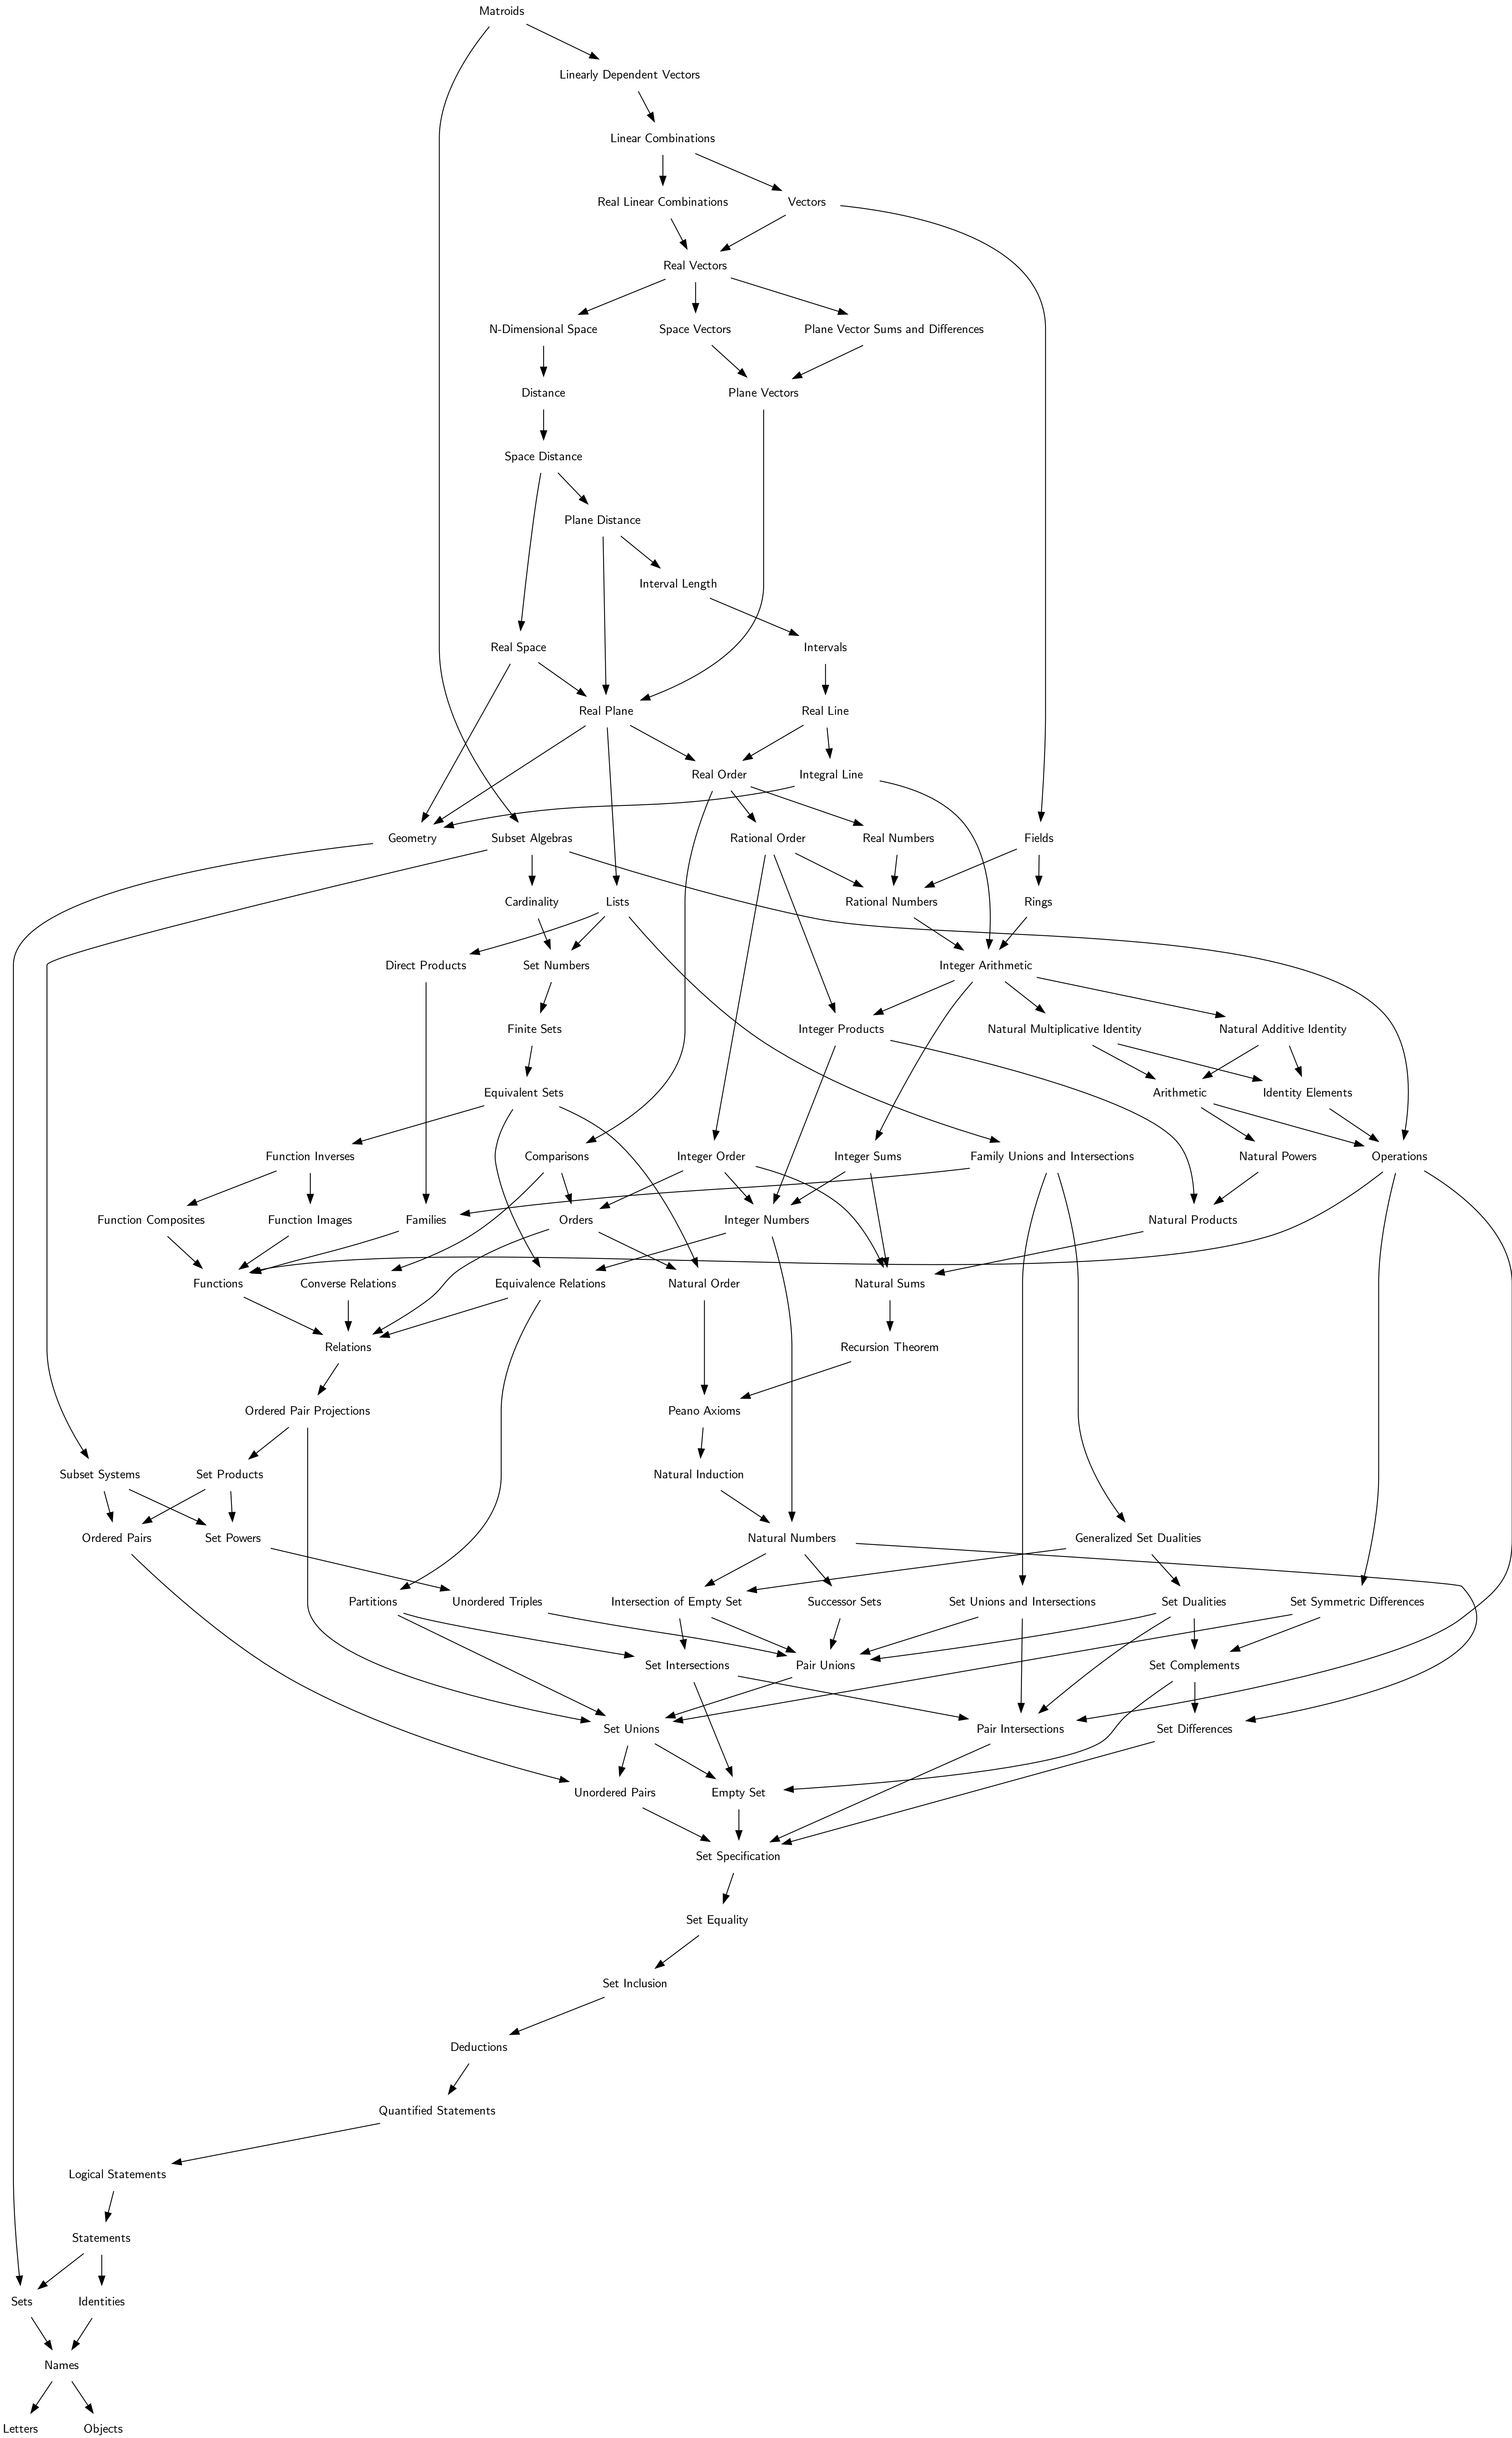 Matroids
Linearly Dependent Vectors
Linear Combinations
Real Linear Combinations
Vectors
Real Vectors
N-Dimensional Space
Space Vectors
Plane Vector Sums and Differences
Distance
Plane Vectors
Space Distance
Plane Distance
Interval Length
Real Space
Intervals
Real Plane
Real Line
Real Order
Integral Line
Geometry
Subset Algebras
Rational Order
Real Numbers
Fields
Cardinality
Lists
Rational Numbers
Rings
Direct Products
Set Numbers
Integer Arithmetic
Finite Sets
Integer Products
Natural Multiplicative Identity
Natural Additive Identity
Equivalent Sets
Arithmetic
Identity Elements
Function Inverses
Comparisons
Integer Order
Integer Sums
Family Unions and Intersections
Natural Powers
Operations
Function Composites
Function Images
Families
Orders
Integer Numbers
Natural Products
Functions
Converse Relations
Equivalence Relations
Natural Order
Natural Sums
Relations
Recursion Theorem
Ordered Pair Projections
Peano Axioms
Subset Systems
Set Products
Natural Induction
Ordered Pairs
Set Powers
Natural Numbers
Generalized Set Dualities
Partitions
Unordered Triples
Intersection of Empty Set
Successor Sets
Set Unions and Intersections
Set Dualities
Set Symmetric Differences
Set Intersections
Pair Unions
Set Complements
Set Unions
Pair Intersections
Set Differences
Unordered Pairs
Empty Set
Set Specification
Set Equality
Set Inclusion
Deductions
Quantified Statements
Logical Statements
Statements
Sets
Identities
Names
Letters
Objects